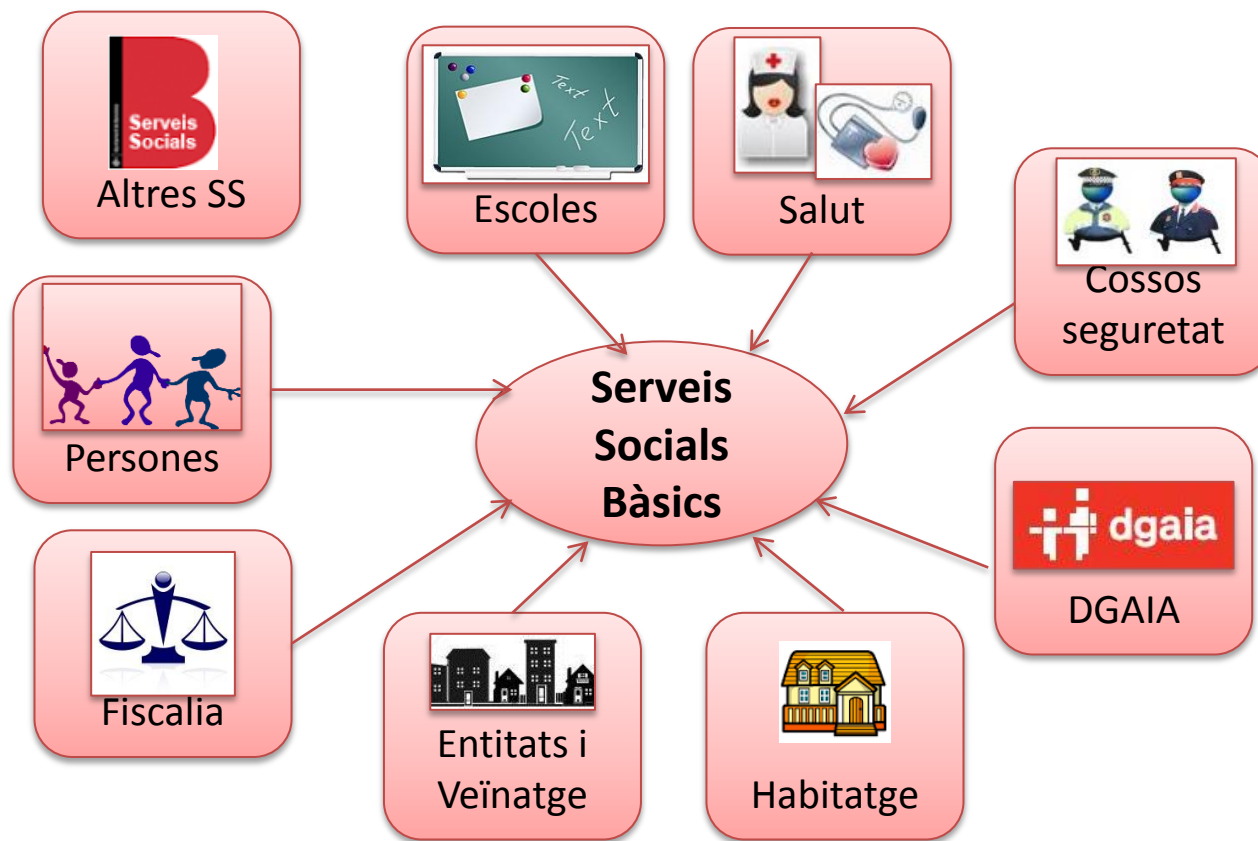 Serveis
Socials
Altres SS
Text
Text
Escoles
Salut
Cossos
seguretat
Persones
Serveis
Socials
Bàsics
dgaia
DGAIA
Fiscalia
Entitats i
Veïnatge
Habitatge